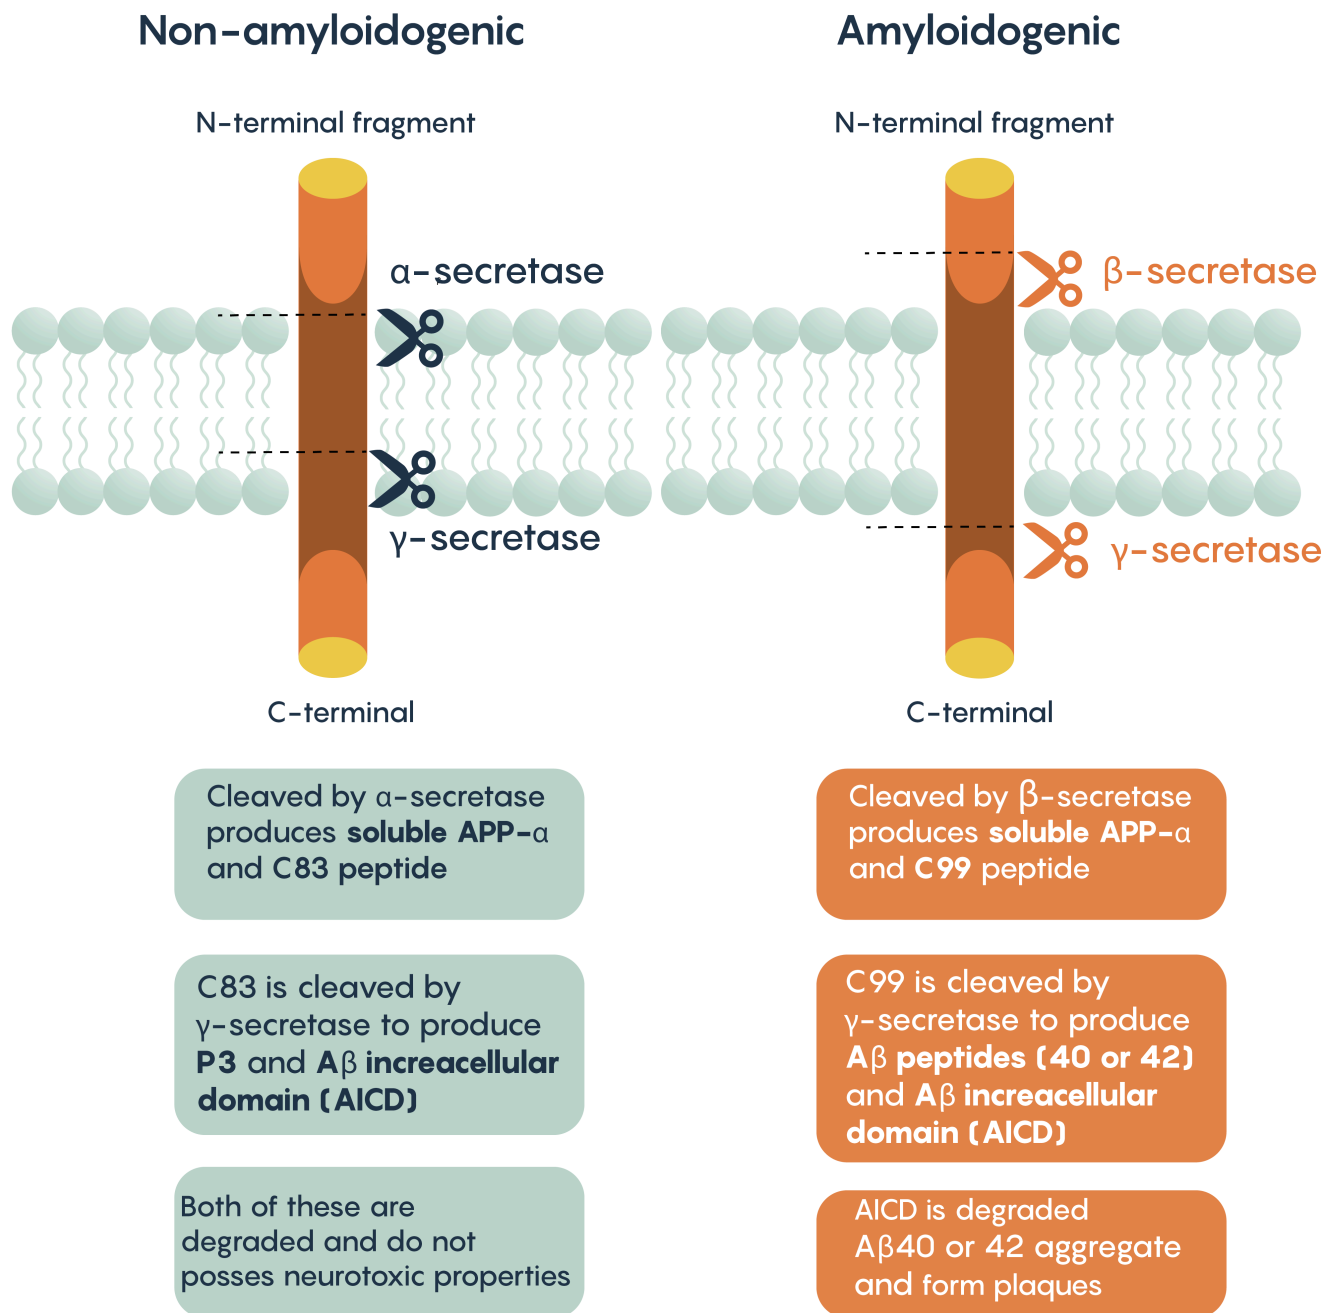 Non-amyloidogenic
N-terminal fragment
α-secretase
γ-secretase
C-terminal
Cleaved by α-secretase
produces soluble APP-α
and C83 peptide
C83 is cleaved by
γ-secretase to produce
P3 and Aβ increacellular
domain (AICD)
Both of these are
degraded and do not
posses neurotoxic properties
Amyloidogenic
N-terminal fragment
β-secretase
γ-secretase
C-terminal
Cleaved by β-secretase
produces soluble APP-α
and C99 peptide
C99 is cleaved by
γ-secretase to produce
Aβ peptides (40 or 42)
and Aβ increacellular
domain (AICD)
AICD is degraded
Aβ40 or 42 aggregate
and form plaques